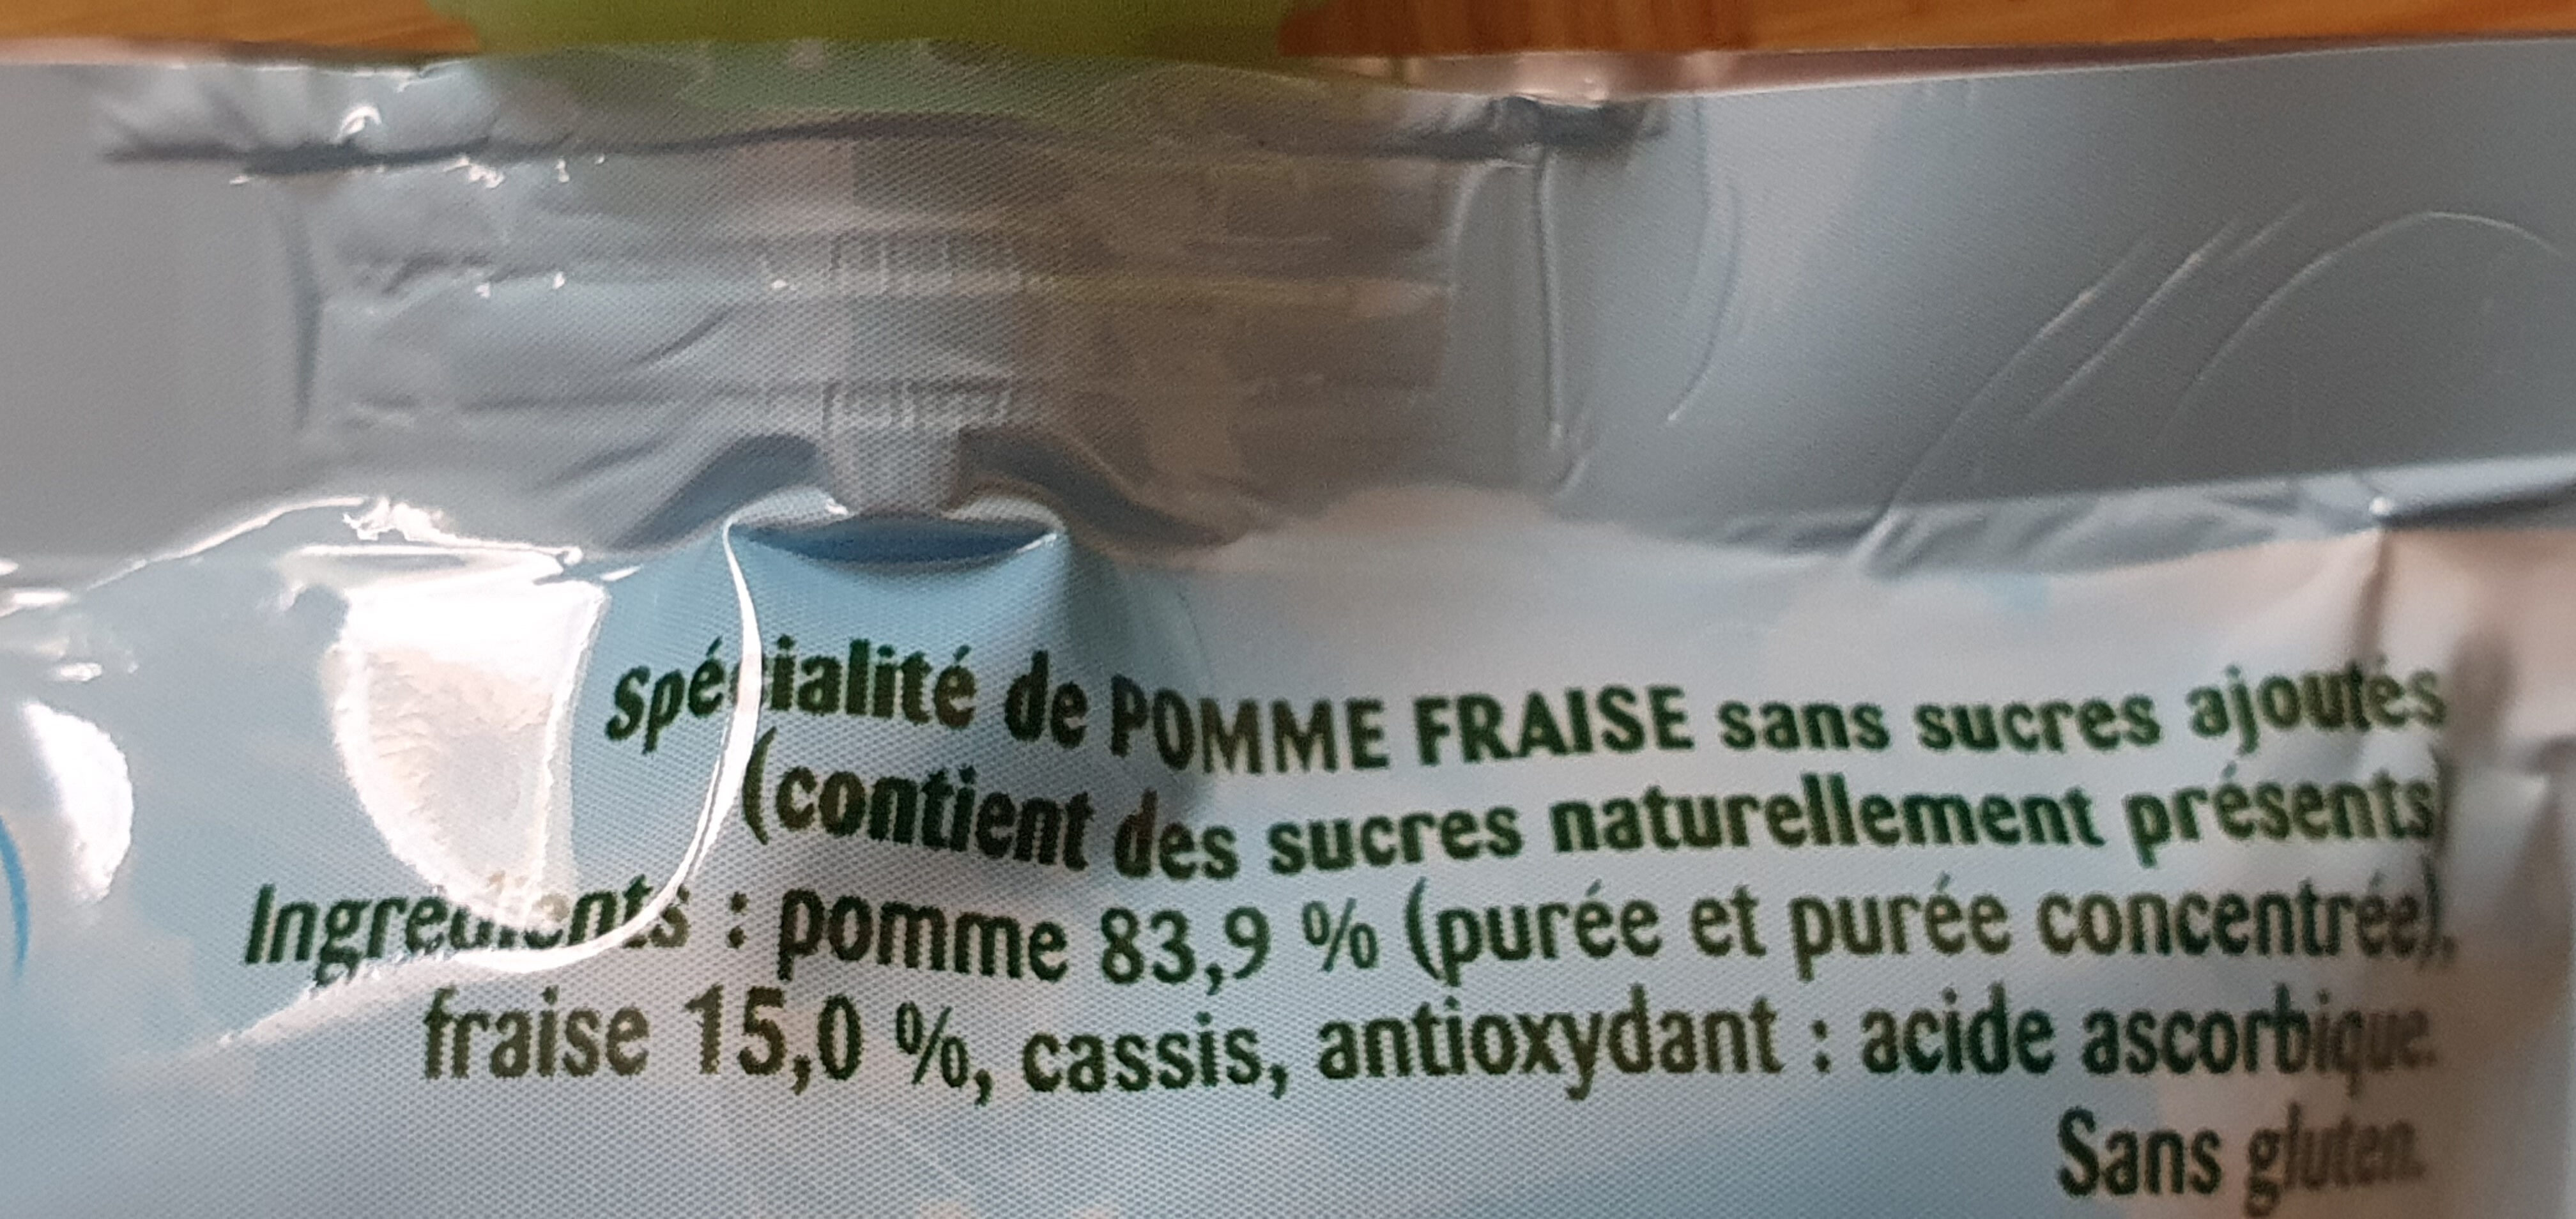 Spécialité de POMME FRAISE sans sucres ajoutés
(contient des sucres naturellement présents)
Ingrédients : pomme 83,9 % (purée et purée concentrée),
fraise 15,0 %, cassis, antioxydant : acide ascorbique.
Sans gluten.